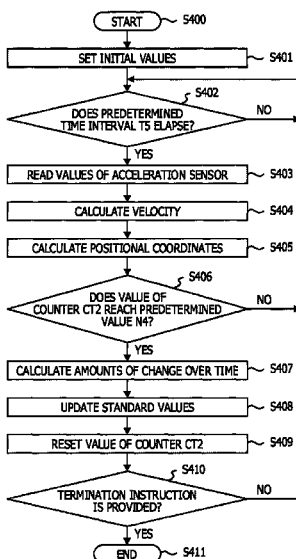 START
S400
SET INITIAL VALUES
S401
S402
DOES PREDETERMINED
TIME INTERVAL T5 ELAPSE?
NO
YES
READ VALUES OF ACCELERATION SENSOR
S403
CALCULATE VELOCITY
S404
CALCULATE POSITIONAL COORDINATES
S405
S406
DOES VALUE OF
COUNTER CT2 REACH PREDETERMINED
VALUE N4?
NO
YES
CALCULATE AMOUNTS OF CHANGE OVER TIME
S407
UPDATE STANDARD VALUES
S408
RESET VALUE OF COUNTER CT2
S409
S410
TERMINATION INSTRUCTION
IS PROVIDED?
NO
YES
END
S411